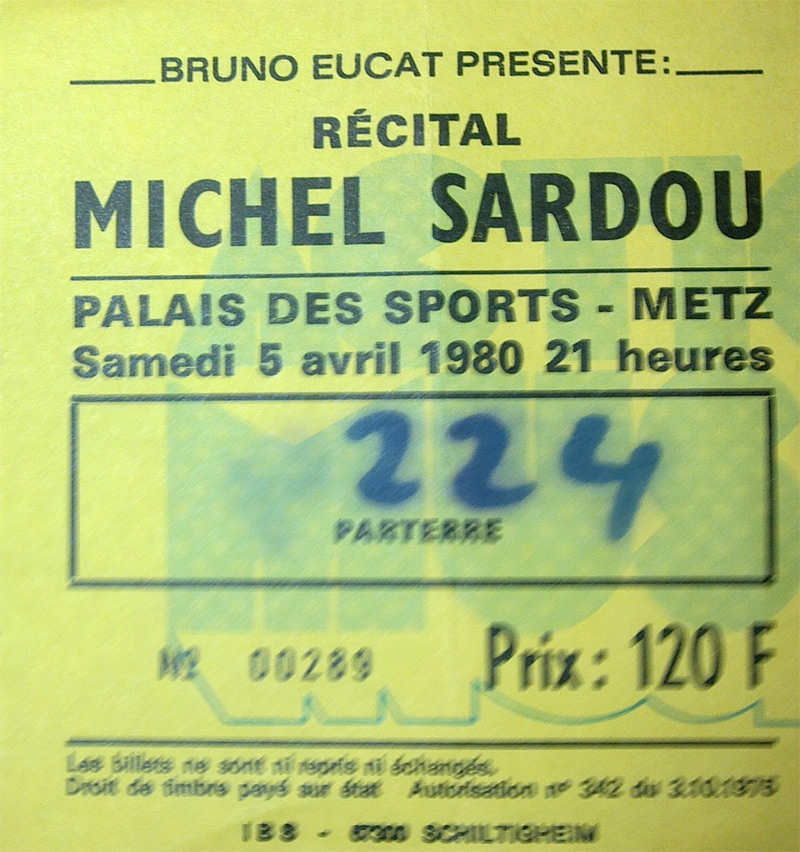 BRUNO EUCAT PRESENTE:
RÉCITAL
MICHEL SARDOU
PALAIS DES SPORTS - METZ
Samedi 5 avril 1980 21 heures
224
PARTERRE
Nº 00289
Prix : 120 F
Les billets ne sont ni repris ni échangés.
Droit de timbre payé sur état Autorisation nº 342 du 3.10.1975
IBS - 67300 SCHILTIGHEIM